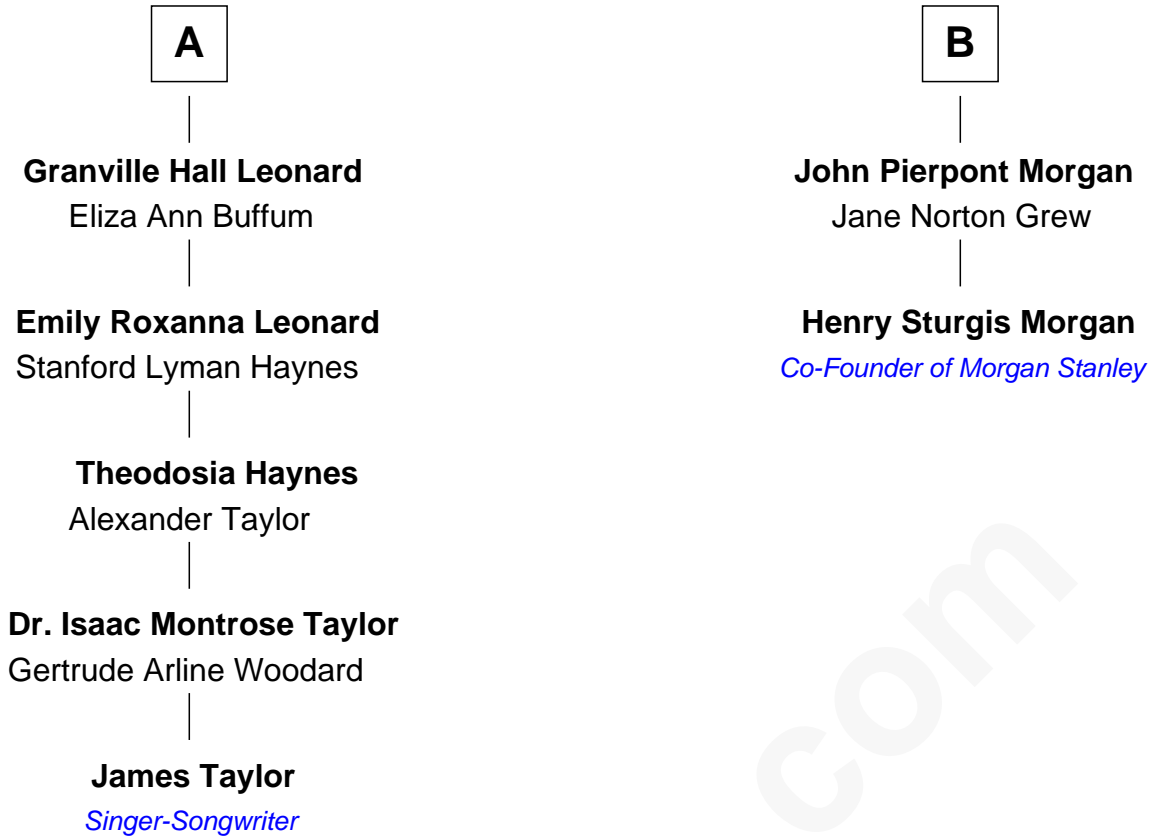 A
Granville Hall Leonard
Eliza Ann Buffum
Emily Roxanna Leonard
Stanford Lyman Haynes
Theodosia Haynes
Alexander Taylor
Dr. Isaac Montrose Taylor
Gertrude Arline Woodard
James Taylor
Singer-Songwriter
B
John Pierpont Morgan
Jane Norton Grew
Henry Sturgis Morgan
Co-Founder of Morgan Stanley
com